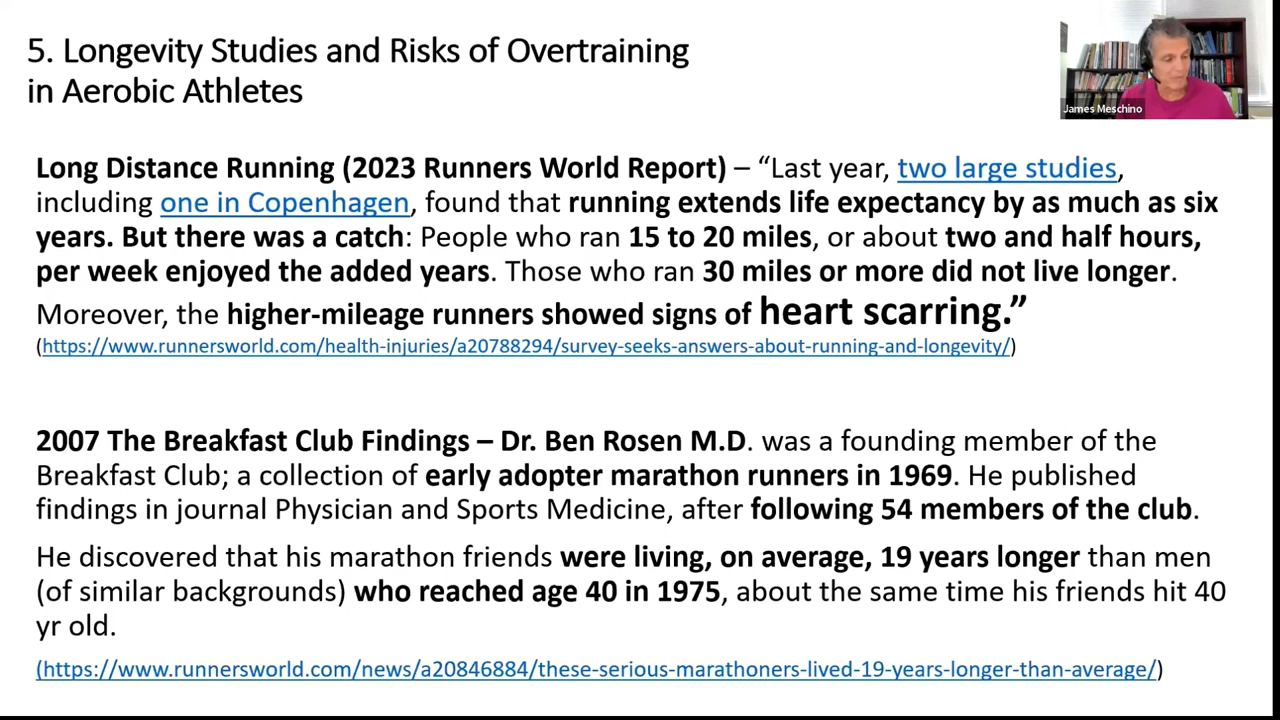 5. Longevity Studies and Risks of Overtraining
in Aerobic Athletes
James Meschino
Long Distance Running (2023 Runners World Report) – “Last year, two large studies,
including one in Copenhagen, found that running extends life expectancy by as much as six
years. But there was a catch: People who ran 15 to 20 miles, or about two and half hours,
per week enjoyed the added years. Those who ran 30 miles or more did not live longer.
Moreover, the higher-mileage runners showed signs of heart scarring.”
(https://www.runnersworld.com/health-injuries/a20788294/survey-seeks-answers-about-running-and-longevity/)
2007 The Breakfast Club Findings – Dr. Ben Rosen M.D. was a founding member of the
Breakfast Club; a collection of early adopter marathon runners in 1969. He published
findings in journal Physician and Sports Medicine, after following 54 members of the club.
He discovered that his marathon friends were living, on average, 19 years longer than men
(of similar backgrounds) who reached age 40 in 1975, about the same time his friends hit 40
yr old.
(https://www.runnersworld.com/news/a20846884/these-serious-marathoners-lived-19-years-longer-than-average/)